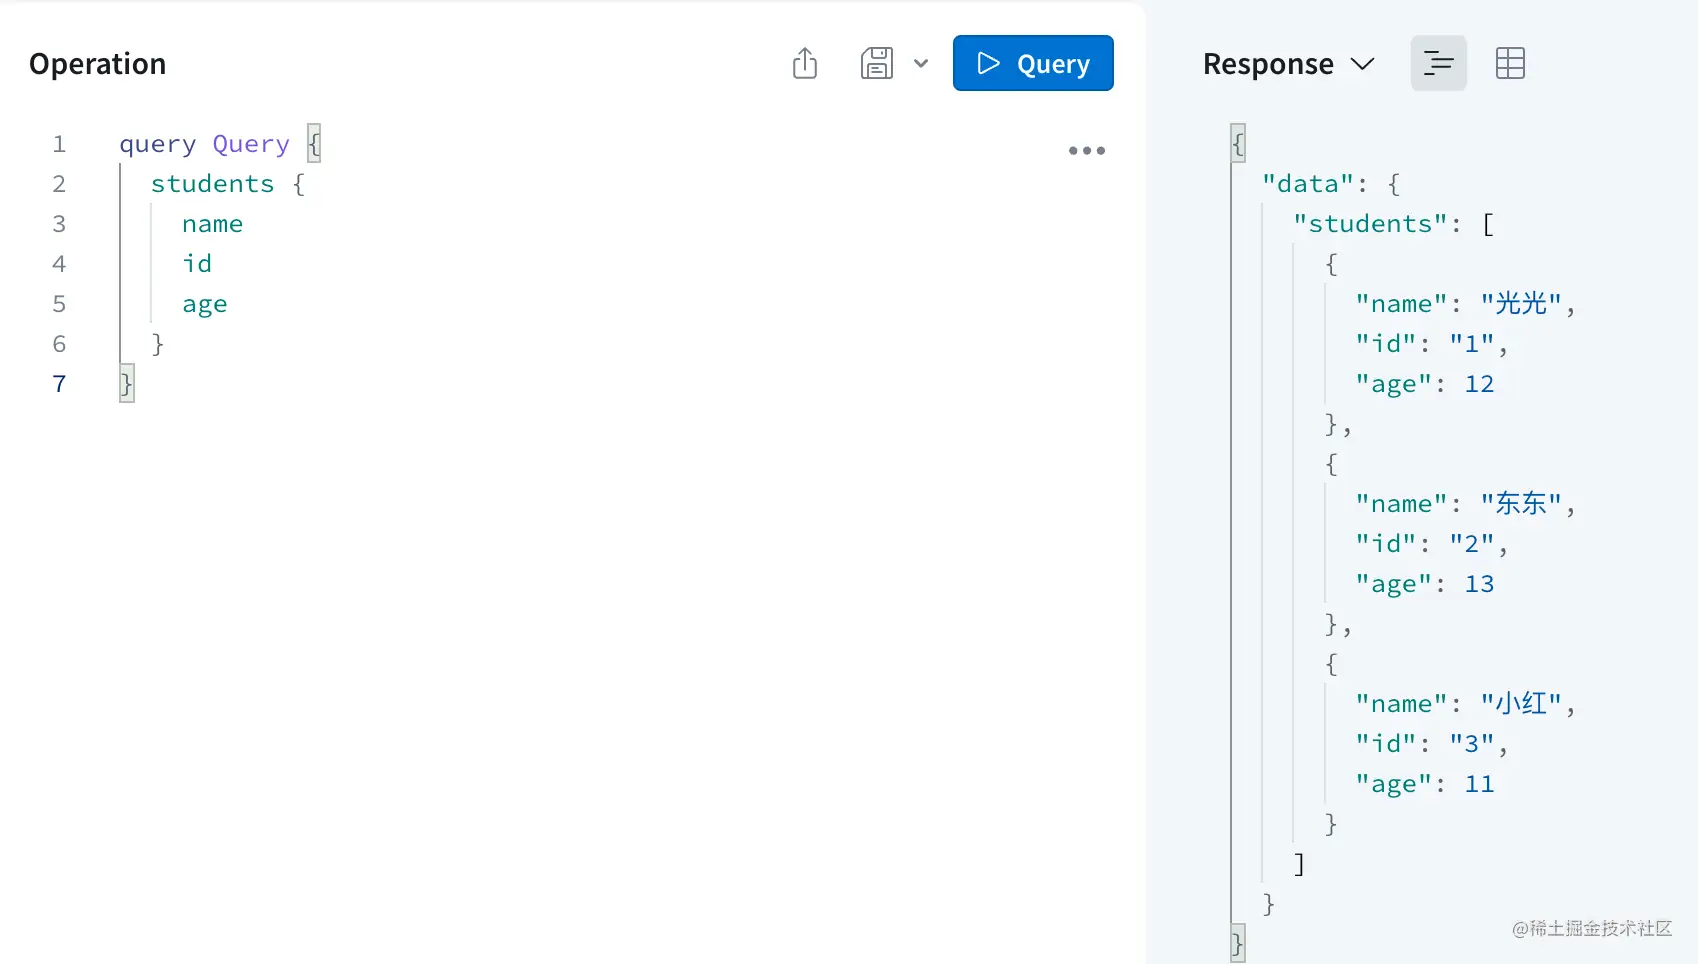 Operation
Query
1 query Query {
2 students {
3 name
4 id
5 age
6 }
7 }
Response
{
"data": {
"students": [
{
"name": "光光",
"id": "1",
"age": 12
},
{
"name": "东东",
"id": "2",
"age": 13
},
{
"name": "小红",
"id": "3",
"age": 11
}
]
}
}
@稀土掘金技术社区